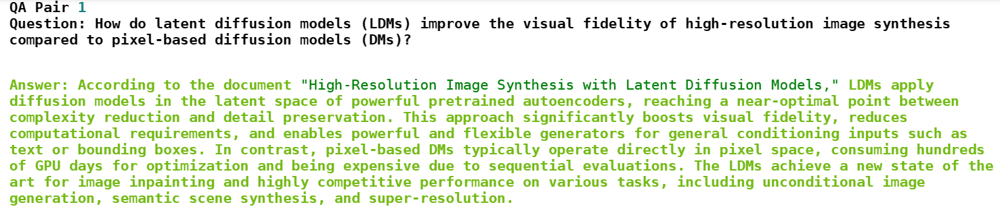 QA Pair 1
Question: How do latent diffusion models (LDMs) improve the visual fidelity of high-resolution image synthesis
compared to pixel-based diffusion models (DMs)?
Answer: According to the document "High-Resolution Image Synthesis with Latent Diffusion Models," LDMs apply
diffusion models in the latent space of powerful pretrained autoencoders, reaching a near-optimal point between
complexity reduction and detail preservation. This approach significantly boosts visual fidelity, reduces
computational requirements, and enables powerful and flexible generators for general conditioning inputs such as
text or bounding boxes. In contrast, pixel-based DMs typically operate directly in pixel space, consuming hundreds
of GPU days for optimization and being expensive due to sequential evaluations. The LDMs achieve a new state of the
art for image inpainting and highly competitive performance on various tasks, including unconditional image
generation, semantic scene synthesis, and super-resolution.